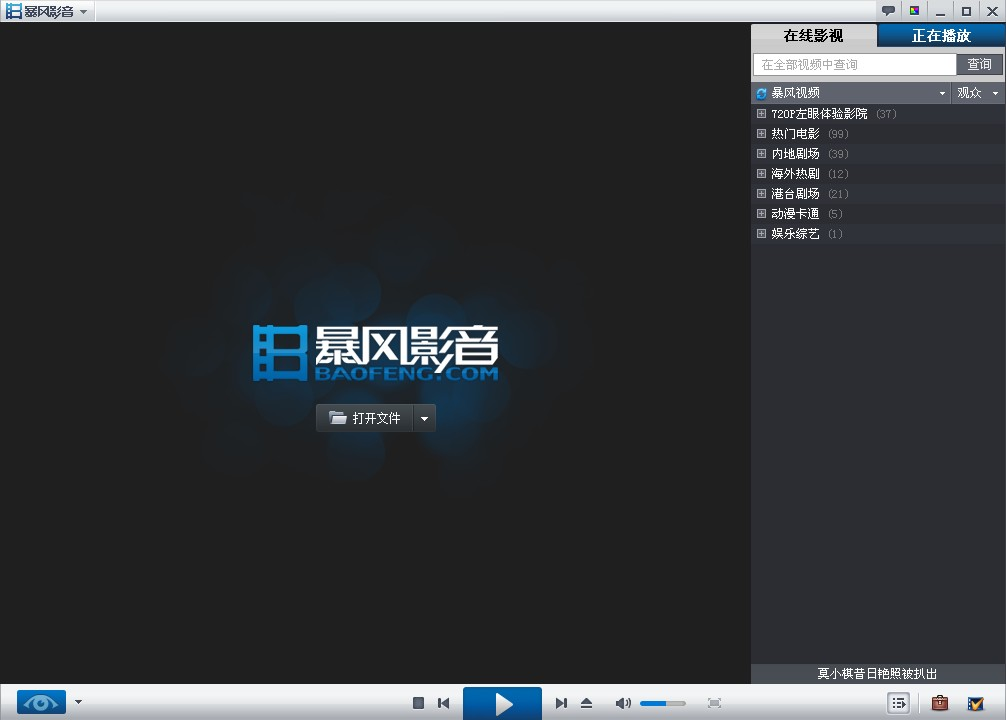 暴风影音
在线影视
正在播放
在全部视频中查询
查询
暴风视频
观众
720P左眼体验影院 (37)
热门电影 (99)
内地剧场 (39)
海外热剧 (12)
港台剧场 (21)
动漫卡通 (5)
娱乐综艺 (1)
暴风影音
BAOFENG.COM
打开文件
莫小棋昔日艳照被扒出